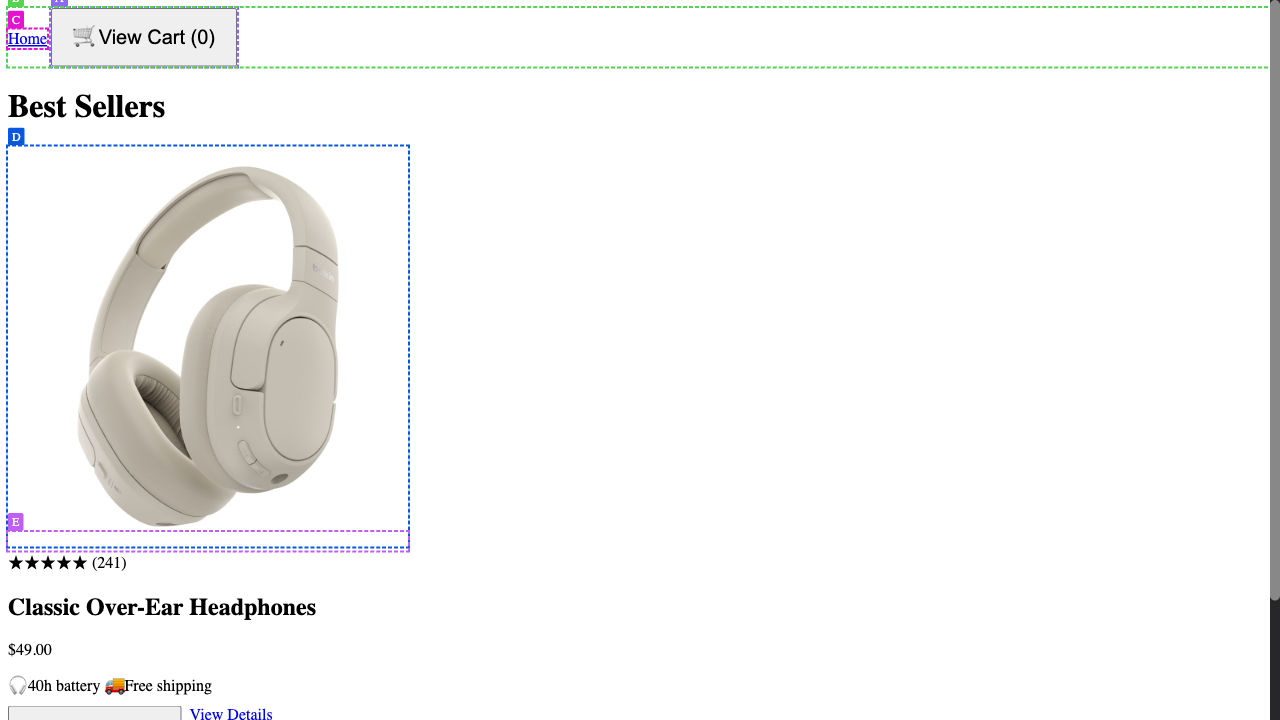 C
Home
🛒View Cart (0)
Best Sellers
D
E
★★★★★ (241)
Classic Over-Ear Headphones
$49.00
🎧40h battery 🚚Free shipping
View Details